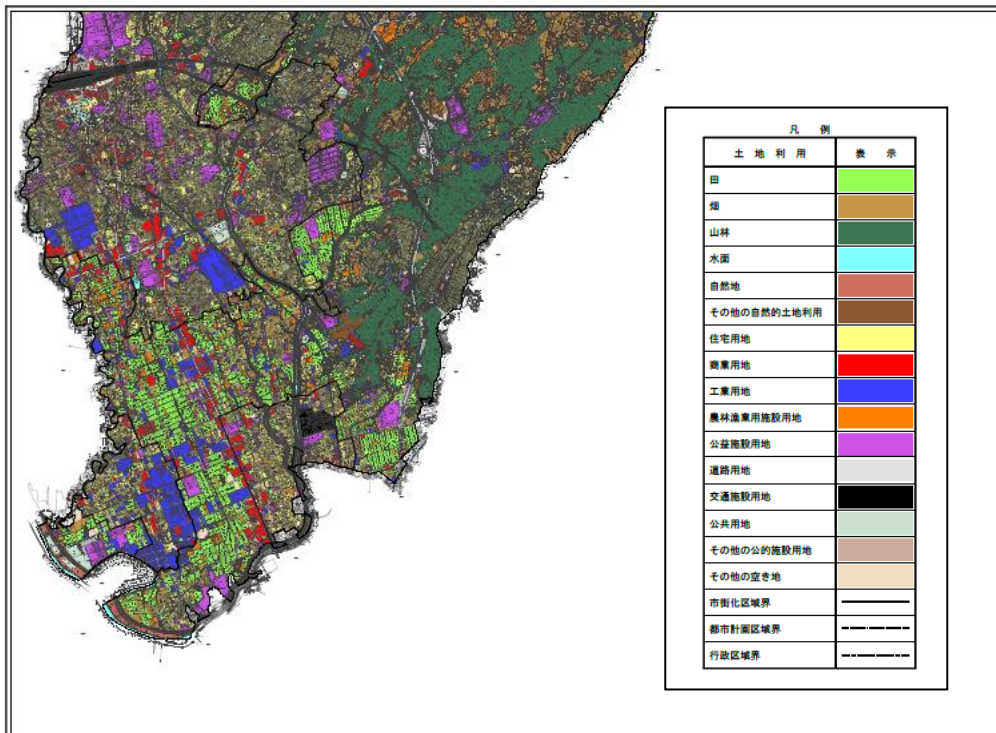 凡 例
土 地 利 用 表 示
田
畑
山林
水面
自然地
その他の自然的土地利用
住宅用地
商業用地
工業用地
農林漁業用施設用地
公益施設用地
道路用地
交通施設用地
公共用地
その他の公的施設用地
その他の空き地
市街化区域界
都市計画区域界
行政区域界